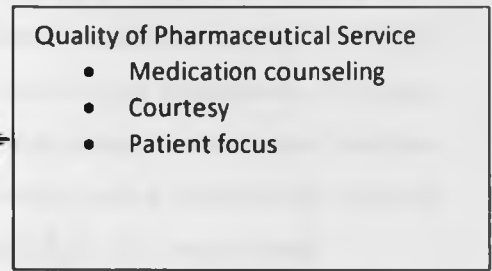 Quality of Pharmaceutical Service
• Medication counseling
• Courtesy
• Patient focus